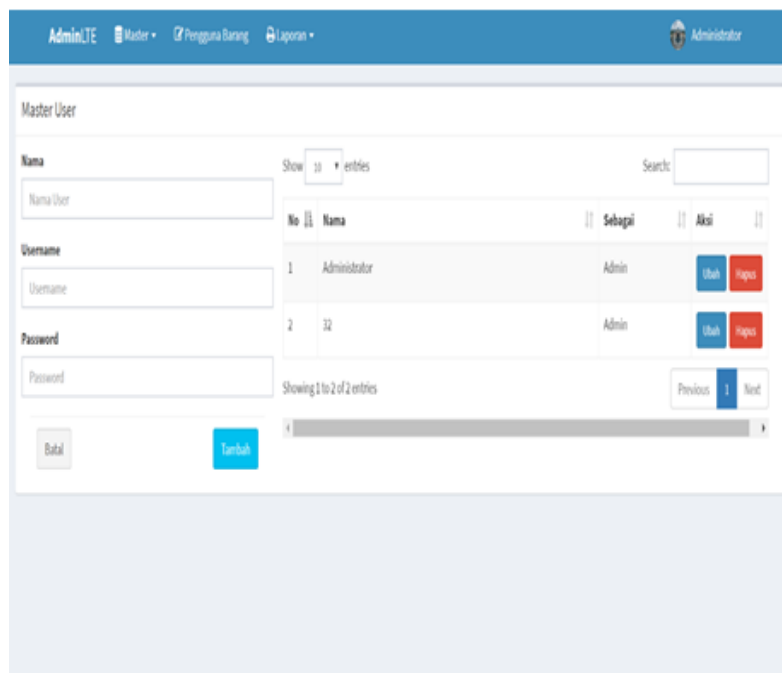 AdminLTE Master Pengguna Barang Laporan Administrator
Master User
Nama
Nama User
Username
Username
Password
Password
Batal Tambah
Show 10 entries Search:
No Nama Sebagai Aksi
1 Administrator Admin Ubah Hapus
2 32 Admin Ubah Hapus
Showing 1 to 2 of 2 entries Previous 1 Next